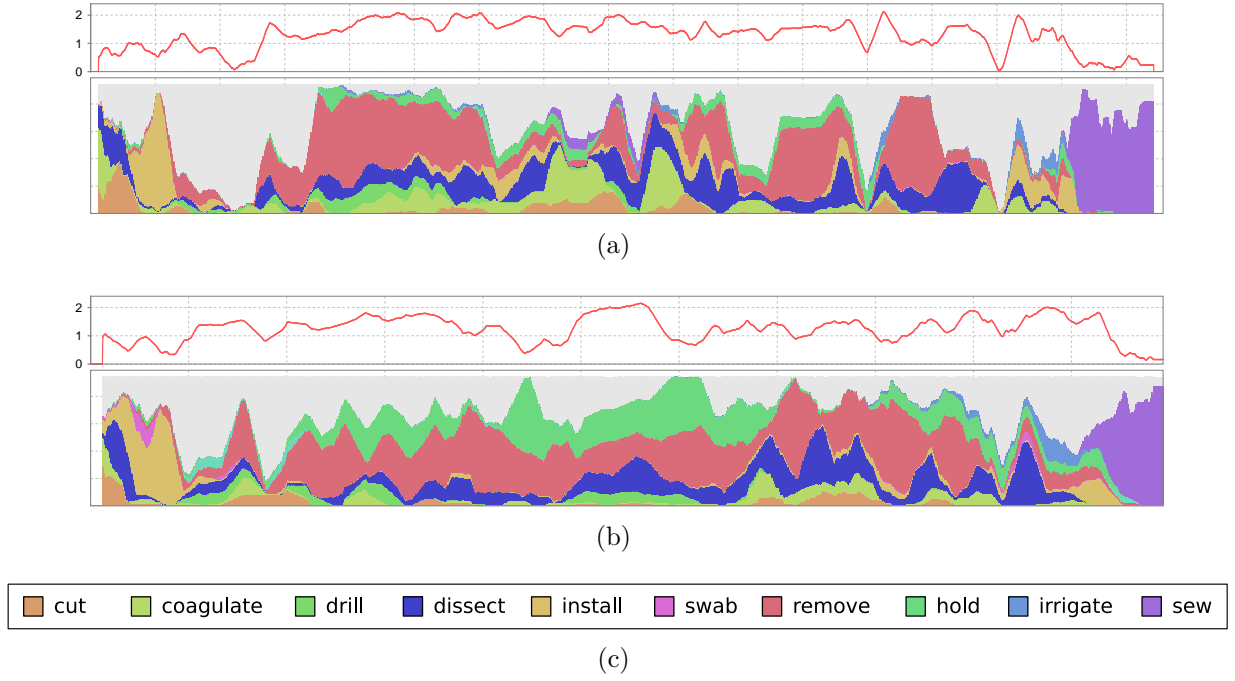 2
1
0
(a)
2
1
0
(b)
cut coagulate drill dissect install swab remove hold irrigate sew
(c)